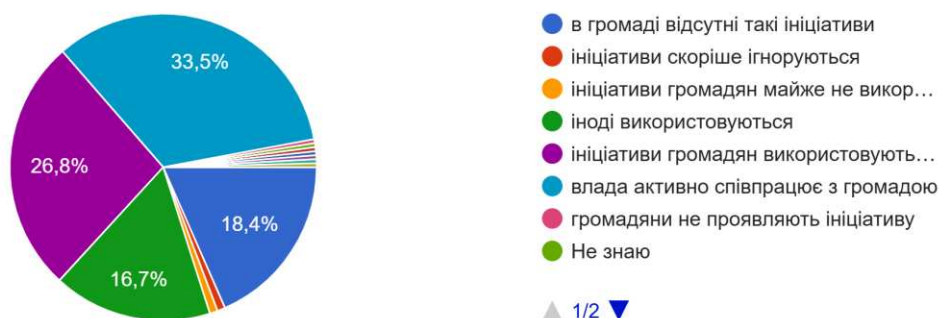 33,5%
26,8%
16,7%
18,4%
в громаді відсутні такі ініціативи
ініціативи скоріше ігноруються
ініціативи громадян майже не викор…
іноді використовуються
ініціативи громадян використовують…
влада активно співпрацює з громадою
громадяни не проявляють ініціативу
Не знаю
1/2